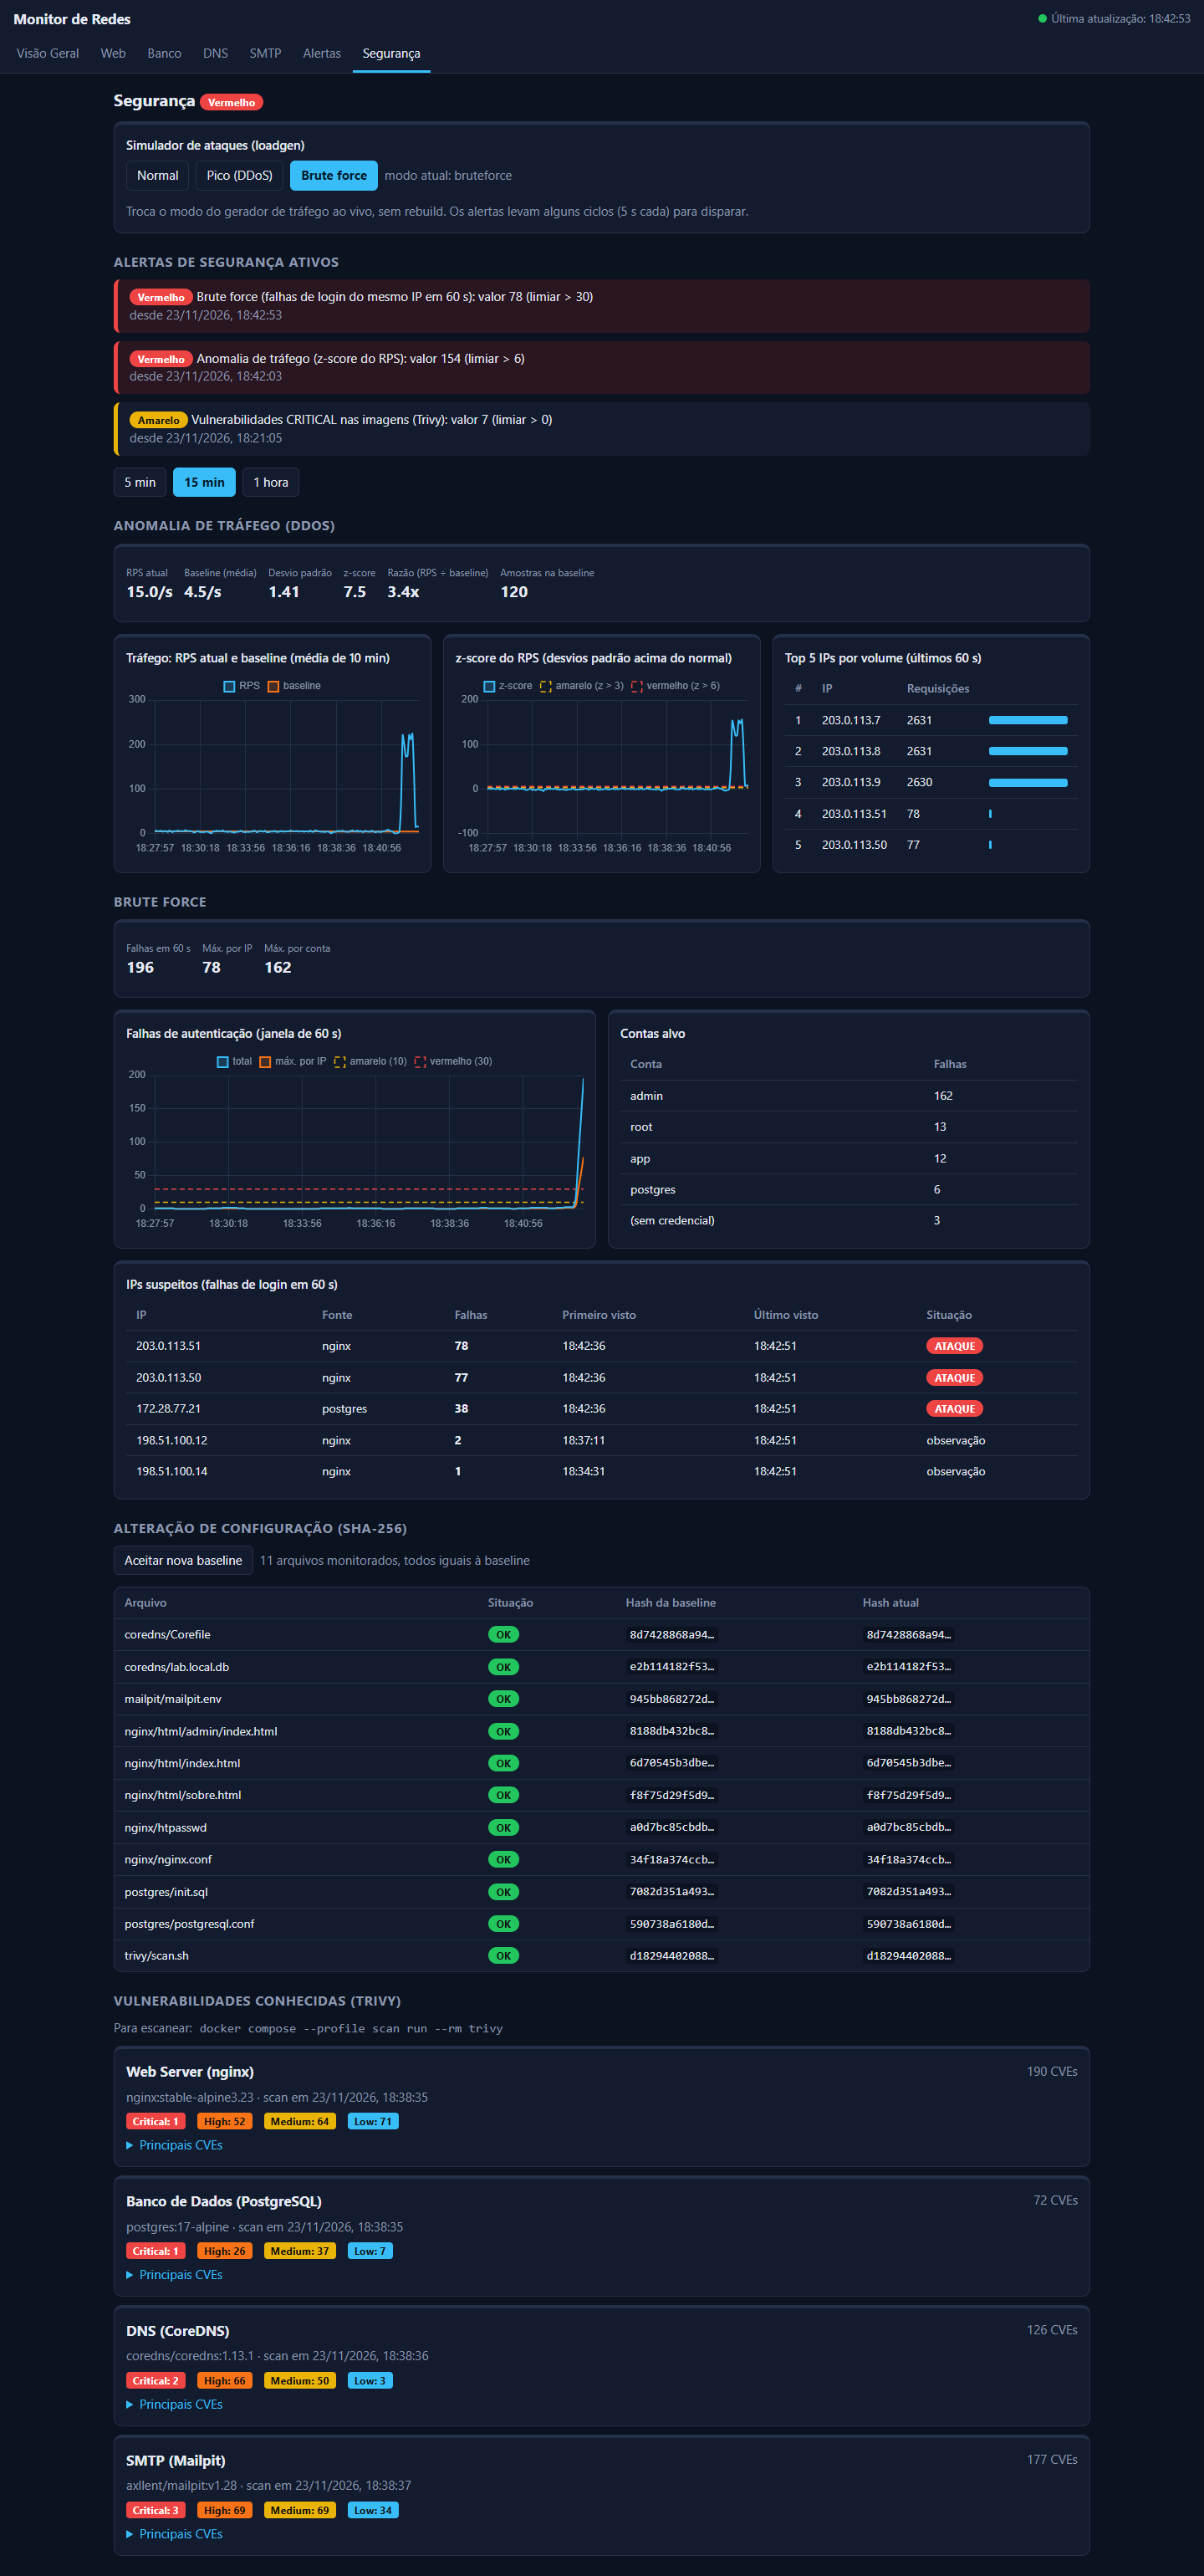 Monitor de Redes
Última atualização: 18:42:53
Visão Geral Web Banco DNS SMTP Alertas Segurança
Segurança Vermelho
Simulador de ataques (loadgen)
Normal Pico (DDoS) Brute force modo atual: bruteforce
Troca o modo do gerador de tráfego ao vivo, sem rebuild. Os alertas levam alguns ciclos (5 s cada) para disparar.
ALERTAS DE SEGURANÇA ATIVOS
Vermelho Brute force (falhas de login do mesmo IP em 60 s): valor 78 (limiar > 30)
desde 23/11/2026, 18:42:53
Vermelho Anomalia de tráfego (z-score do RPS): valor 154 (limiar > 6)
desde 23/11/2026, 18:42:03
Amarelo Vulnerabilidades CRITICAL nas imagens (Trivy): valor 7 (limiar > 0)
desde 23/11/2026, 18:21:05
5 min 15 min 1 hora
ANOMALIA DE TRÁFEGO (DDOS)
RPS atual Baseline (média) Desvio padrão z-score Razão (RPS ÷ baseline) Amostras na baseline
15.0/s 4.5/s 1.41 7.5 3.4x 120
Tráfego: RPS atual e baseline (média de 10 min)
RPS baseline
300
200
100
0
18:27:57 18:30:18 18:33:56 18:36:16 18:38:36 18:40:56
z-score do RPS (desvios padrão acima do normal)
z-score amarelo (z > 3) vermelho (z > 6)
200
100
0
-100
18:27:57 18:30:18 18:33:56 18:36:16 18:38:36 18:40:56
Top 5 IPs por volume (últimos 60 s)
# IP Requisições
1 203.0.113.7 2631
2 203.0.113.8 2631
3 203.0.113.9 2630
4 203.0.113.51 78
5 203.0.113.50 77
BRUTE FORCE
Falhas em 60 s Máx. por IP Máx. por conta
196 78 162
Falhas de autenticação (janela de 60 s)
total máx. por IP amarelo (10) vermelho (30)
200
150
100
50
0
18:27:57 18:30:18 18:33:56 18:36:16 18:38:36 18:40:56
Contas alvo
Conta Falhas
admin 162
root 13
app 12
postgres 6
(sem credencial) 3
IPs suspeitos (falhas de login em 60 s)
IP Fonte Falhas Primeiro visto Último visto Situação
203.0.113.51 nginx 78 18:42:36 18:42:51 ATAQUE
203.0.113.50 nginx 77 18:42:36 18:42:51 ATAQUE
172.28.77.21 postgres 38 18:42:36 18:42:51 ATAQUE
198.51.100.12 nginx 2 18:37:11 18:42:51 observação
198.51.100.14 nginx 1 18:34:31 18:42:51 observação
ALTERAÇÃO DE CONFIGURAÇÃO (SHA-256)
Aceitar nova baseline 11 arquivos monitorados, todos iguais à baseline
Arquivo Situação Hash da baseline Hash atual
coredns/Corefile OK 8d7428868a94… 8d7428868a94…
coredns/lab.local.db OK e2b114182f53… e2b114182f53…
mailpit/mailpit.env OK 945bb868272d… 945bb868272d…
nginx/html/admin/index.html OK 8188db432bc8… 8188db432bc8…
nginx/html/index.html OK 6d70545b3dbe… 6d70545b3dbe…
nginx/html/sobre.html OK f8f75d29f5d9… f8f75d29f5d9…
nginx/htpasswd OK a0d7bc85cbdb… a0d7bc85cbdb…
nginx/nginx.conf OK 34f18a374ccb… 34f18a374ccb…
postgres/init.sql OK 7082d351a493… 7082d351a493…
postgres/postgresql.conf OK 590738a6180d… 590738a6180d…
trivy/scan.sh OK d18294402088… d18294402088…
VULNERABILIDADES CONHECIDAS (TRIVY)
Para escanear: docker compose --profile scan run --rm trivy
Web Server (nginx) 190 CVEs
nginx:stable-alpine3.23 · scan em 23/11/2026, 18:38:35
Critical: 1 High: 52 Medium: 64 Low: 71
Principais CVEs
Banco de Dados (PostgreSQL) 72 CVEs
postgres:17-alpine · scan em 23/11/2026, 18:38:35
Critical: 1 High: 26 Medium: 37 Low: 7
Principais CVEs
DNS (CoreDNS) 126 CVEs
coredns/coredns:1.13.1 · scan em 23/11/2026, 18:38:36
Critical: 2 High: 66 Medium: 50 Low: 3
Principais CVEs
SMTP (Mailpit) 177 CVEs
axllent/mailpit:v1.28 · scan em 23/11/2026, 18:38:37
Critical: 3 High: 69 Medium: 69 Low: 34
Principais CVEs